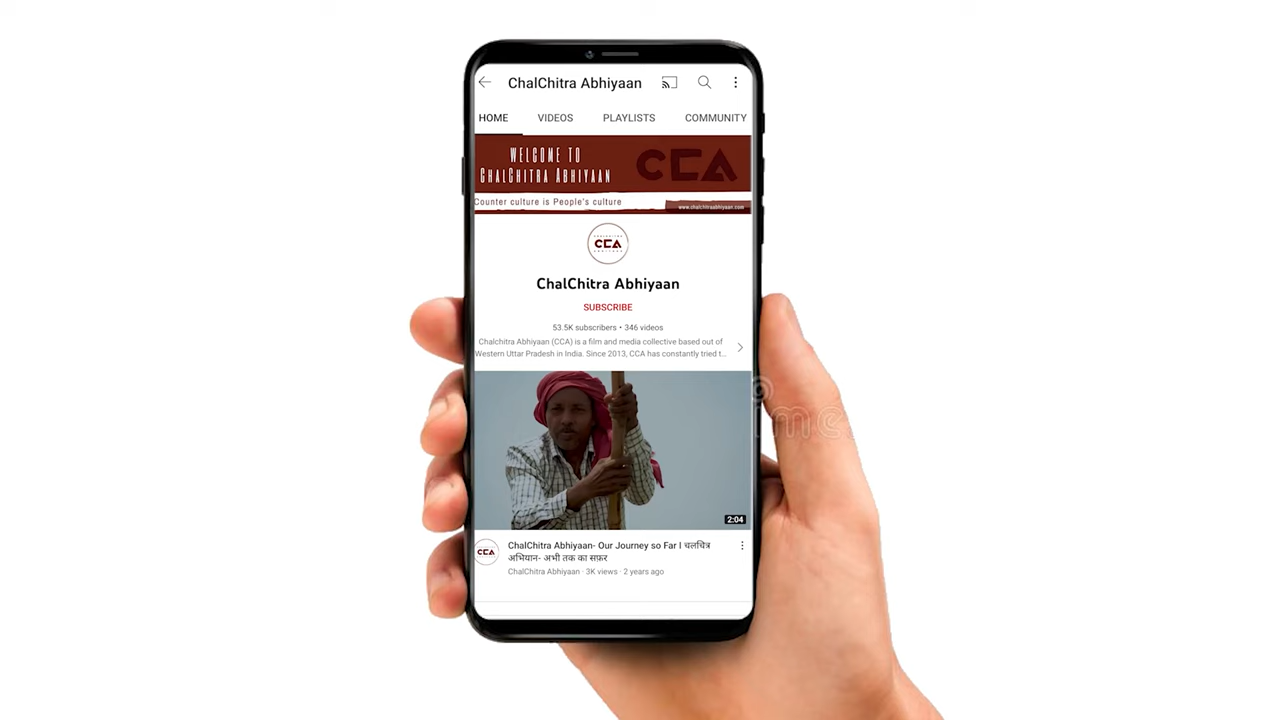 ChalChitra Abhiyaan
HOME VIDEOS PLAYLISTS COMMUNITY
WELCOME TO
CHALCHITRA ABHIYAAN
CCA
Counter culture is People's culture
www.chalchitraabhiyaan.com
CCA
ChalChitra Abhiyaan
SUBSCRIBE
53.5K subscribers • 346 videos
Chalchitra Abhiyaan (CCA) is a film and media collective based out of
Western Uttar Pradesh in India. Since 2013, CCA has constantly tried t...
2:04
CCA
ChalChitra Abhiyaan- Our Journey so Far l चलचित्र
अभियान- अभी तक का सफ़र
ChalChitra Abhiyaan · 3K views · 2 years ago